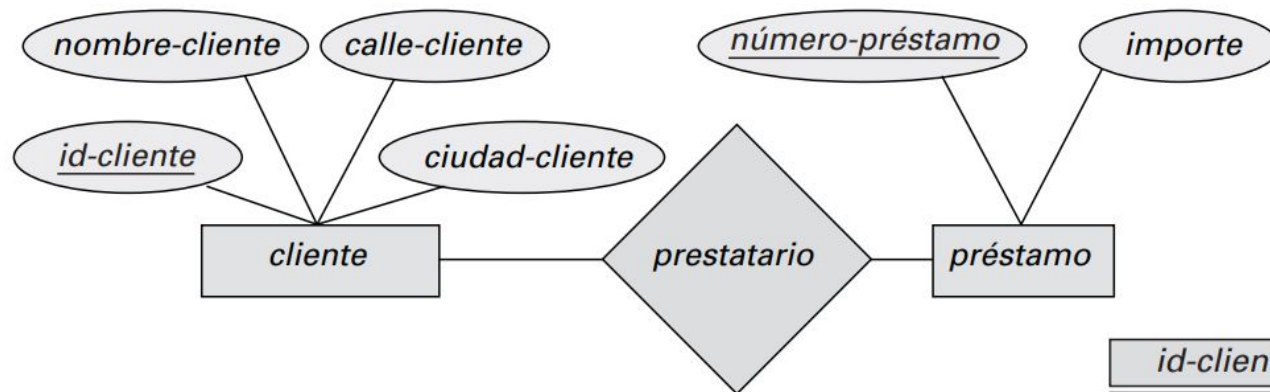 nombre-cliente
calle-cliente
número-préstamo
importe
id-cliente
ciudad-cliente
cliente
prestatario
préstamo